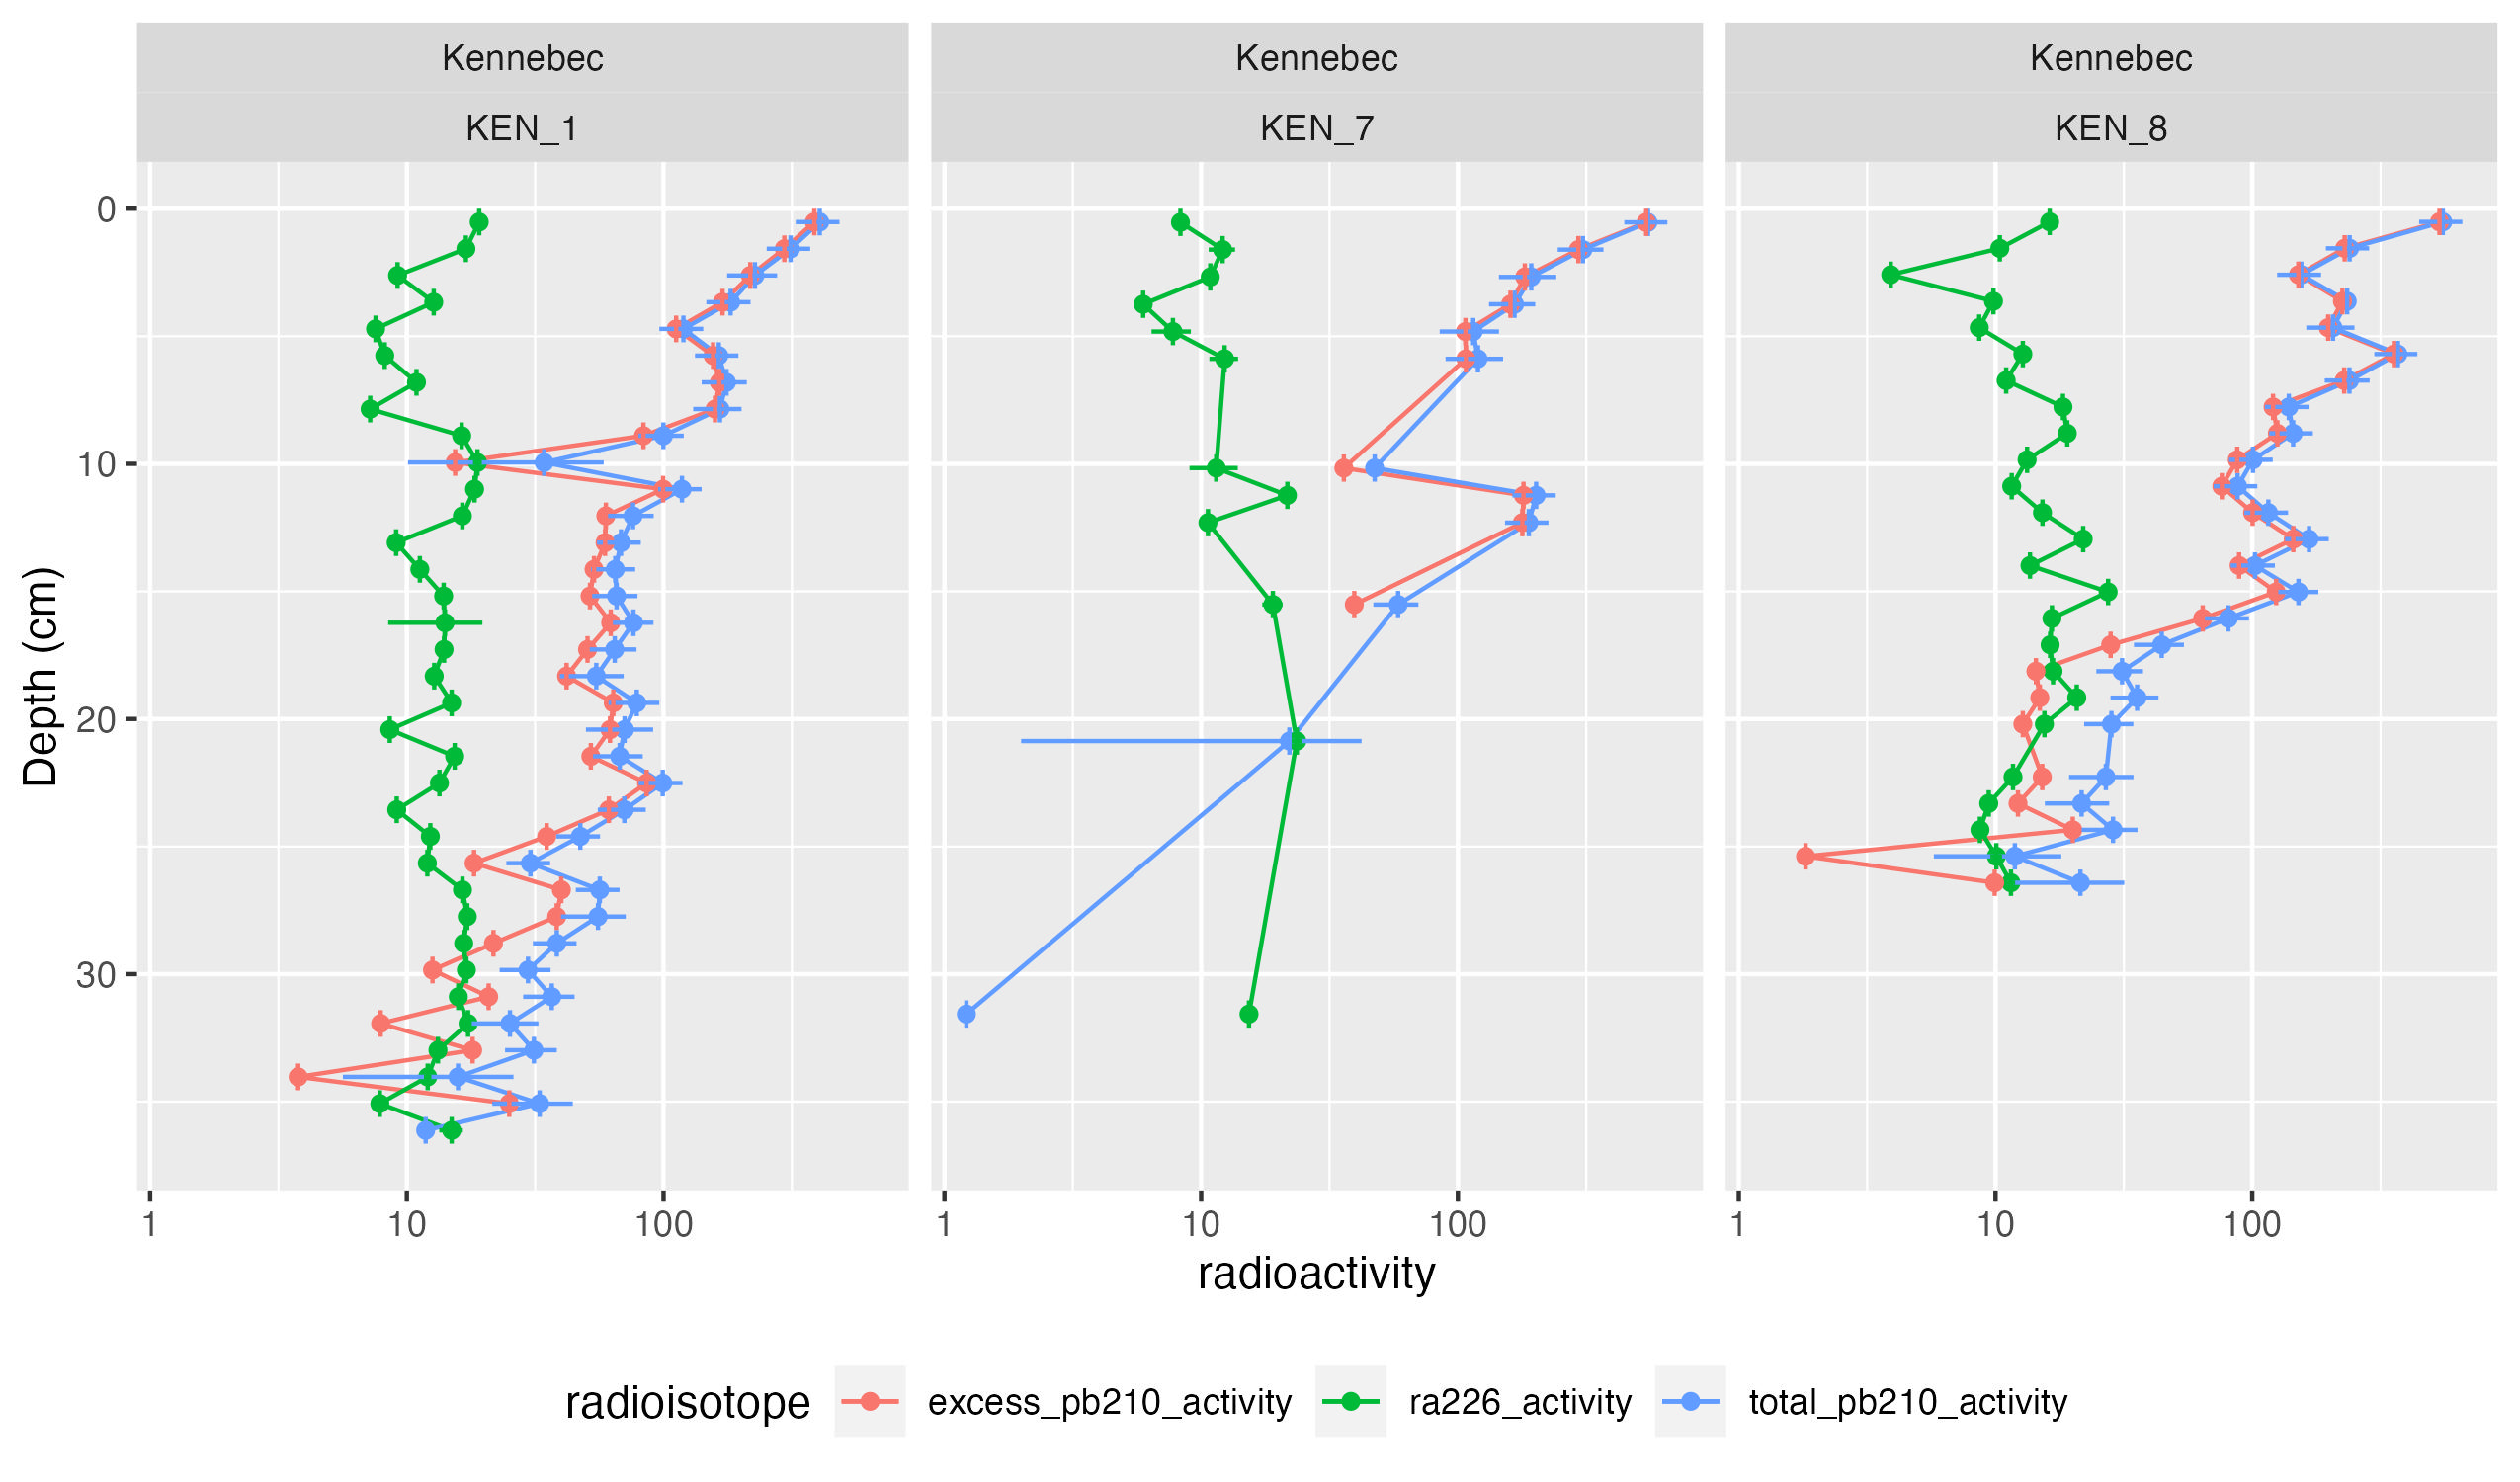 Kennebec Kennebec Kennebec
KEN_1 KEN_7 KEN_8
0
10
20
30
Depth (cm)
1 10 100 1 10 100 1 10 100
radioactivity
radioisotope excess_pb210_activity ra226_activity total_pb210_activity